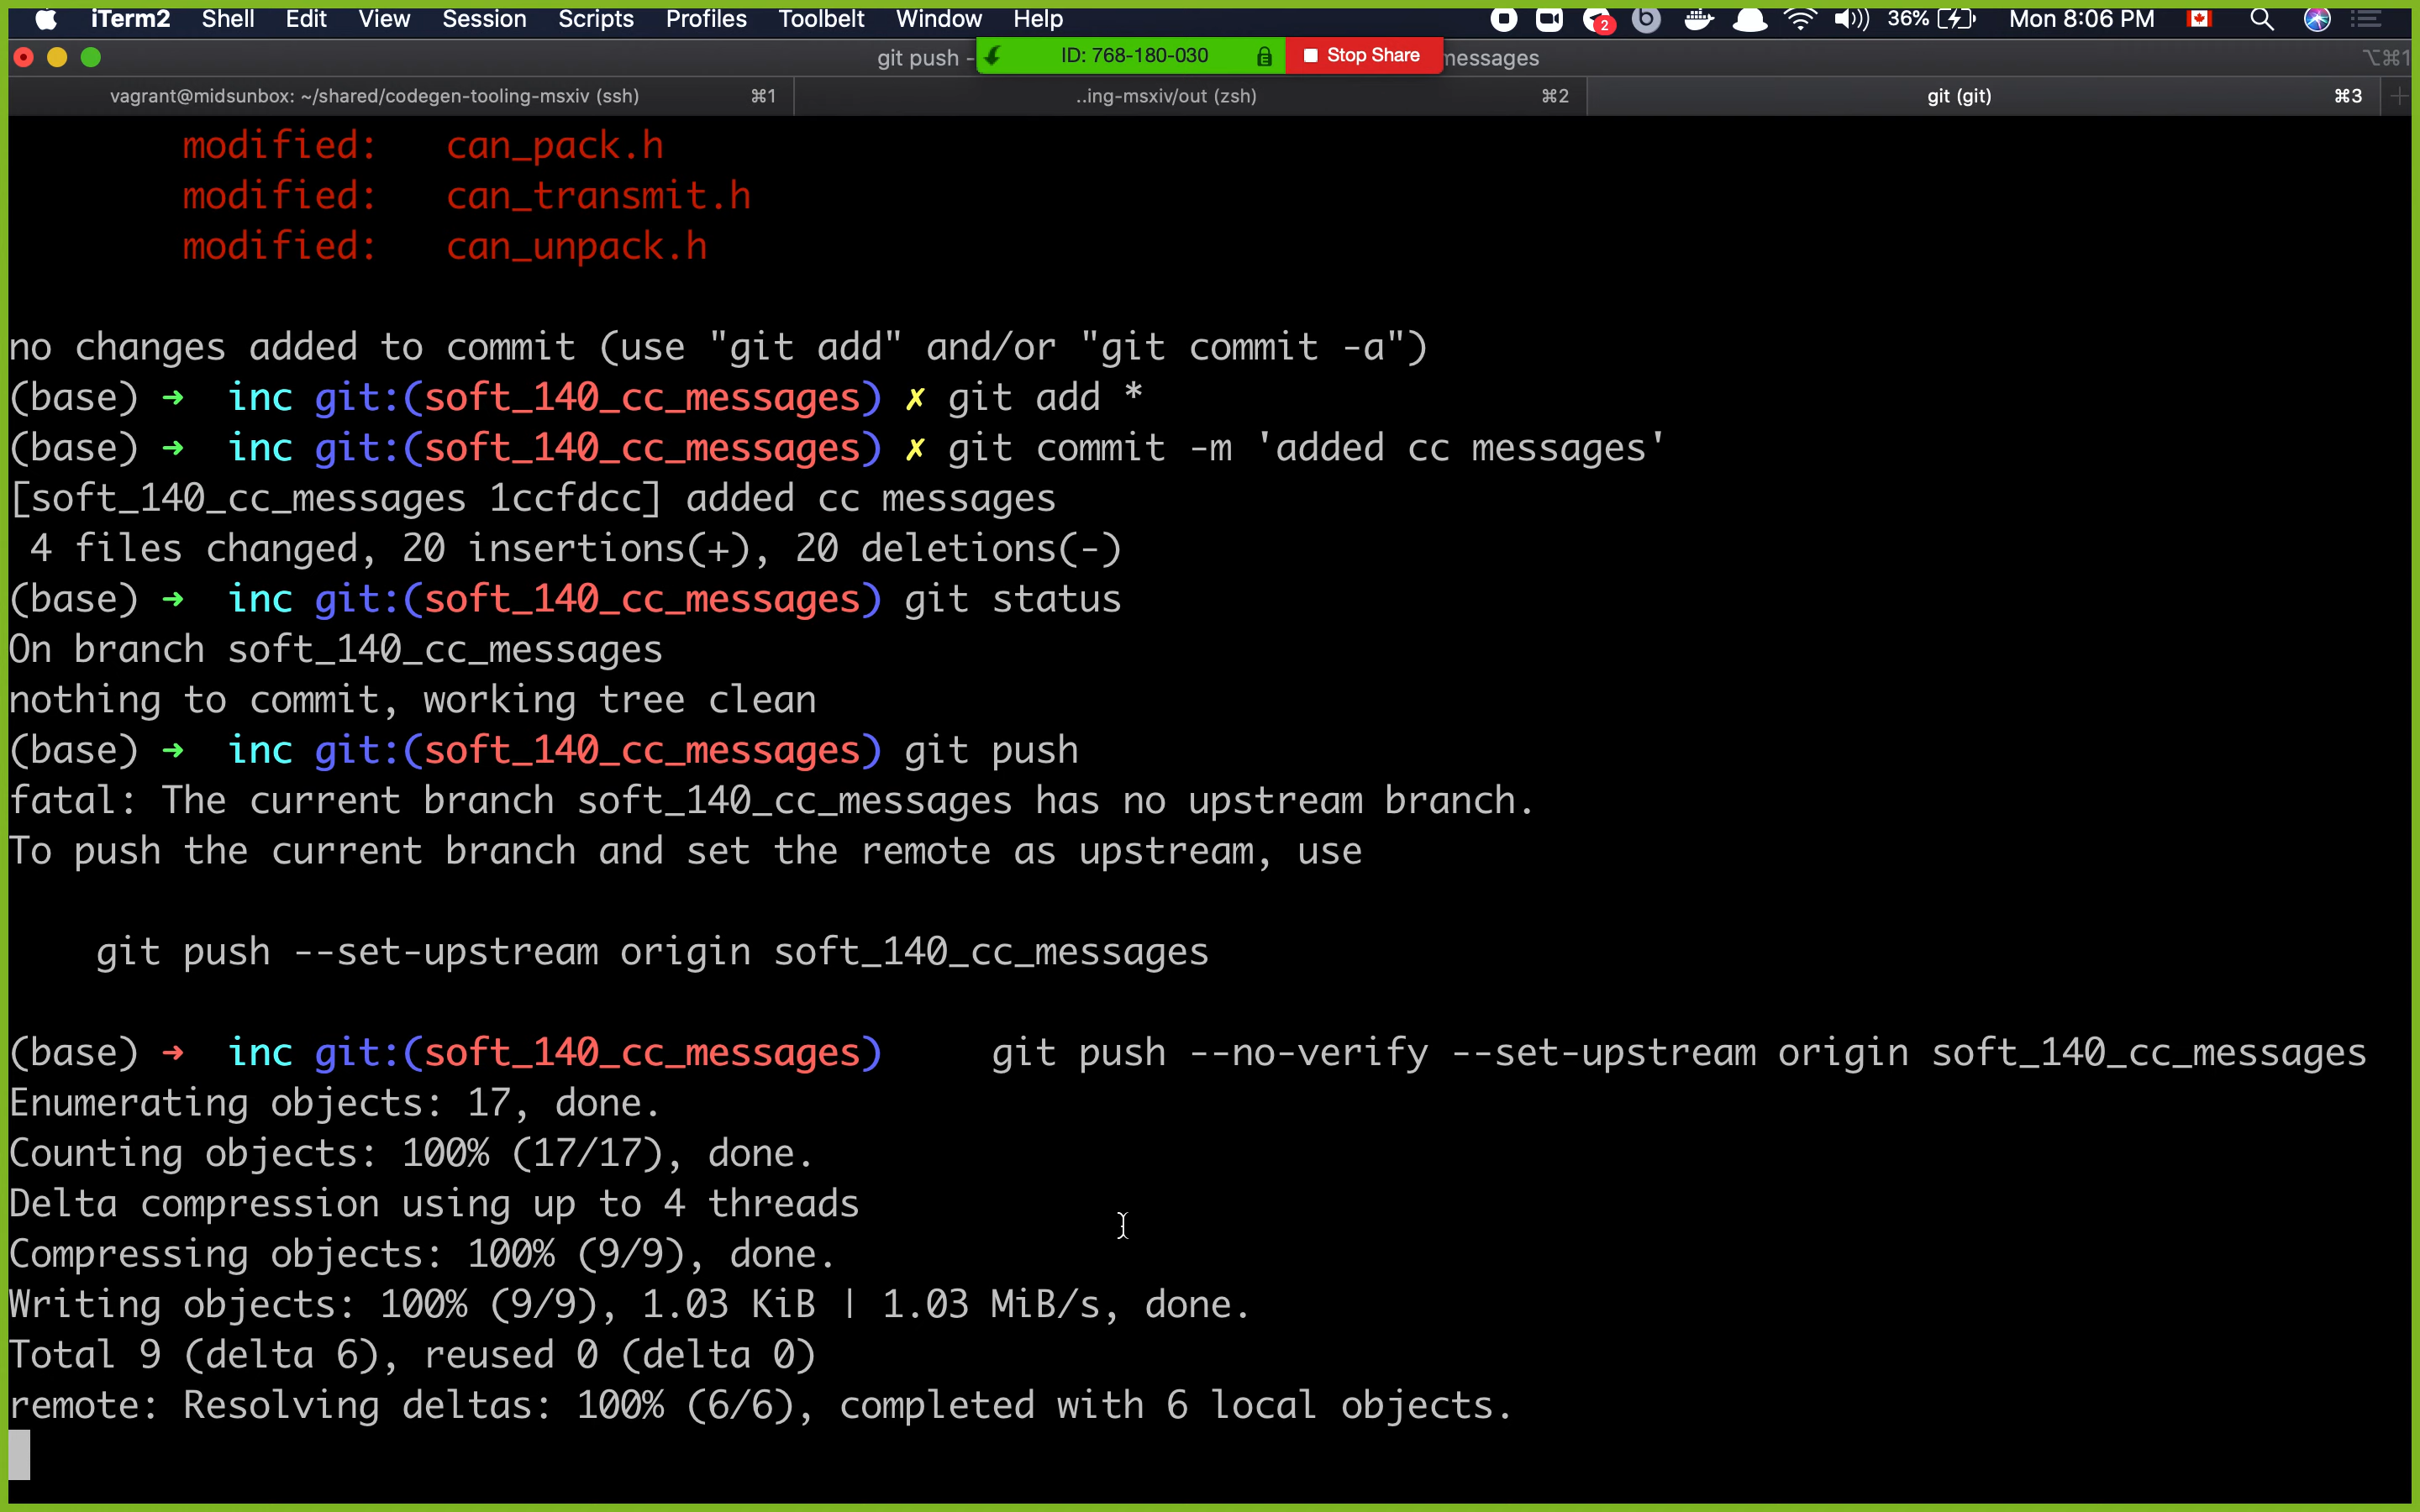 iTerm2 Shell Edit View Session Scripts Profiles Toolbelt Window Help 2 b 36% Mon 8:06 PM
git push - ID: 768-180-030 Stop Share nessages ⌥⌘1
vagrant@midsunbox: ~/shared/codegen-tooling-msxiv (ssh) ⌘1 ..ing-msxiv/out (zsh) ⌘2 git (git) ⌘3 +
modified: can_pack.h
modified: can_transmit.h
modified: can_unpack.h
no changes added to commit (use "git add" and/or "git commit -a")
(base) ➜ inc git:(soft_140_cc_messages) ✗ git add *
(base) ➜ inc git:(soft_140_cc_messages) ✗ git commit -m 'added cc messages'
[soft_140_cc_messages 1ccfdcc] added cc messages
4 files changed, 20 insertions(+), 20 deletions(-)
(base) ➜ inc git:(soft_140_cc_messages) git status
On branch soft_140_cc_messages
nothing to commit, working tree clean
(base) ➜ inc git:(soft_140_cc_messages) git push
fatal: The current branch soft_140_cc_messages has no upstream branch.
To push the current branch and set the remote as upstream, use
git push --set-upstream origin soft_140_cc_messages
(base) ➜ inc git:(soft_140_cc_messages) git push --no-verify --set-upstream origin soft_140_cc_messages
Enumerating objects: 17, done.
Counting objects: 100% (17/17), done.
Delta compression using up to 4 threads
Compressing objects: 100% (9/9), done.
Writing objects: 100% (9/9), 1.03 KiB | 1.03 MiB/s, done.
Total 9 (delta 6), reused 0 (delta 0)
remote: Resolving deltas: 100% (6/6), completed with 6 local objects.